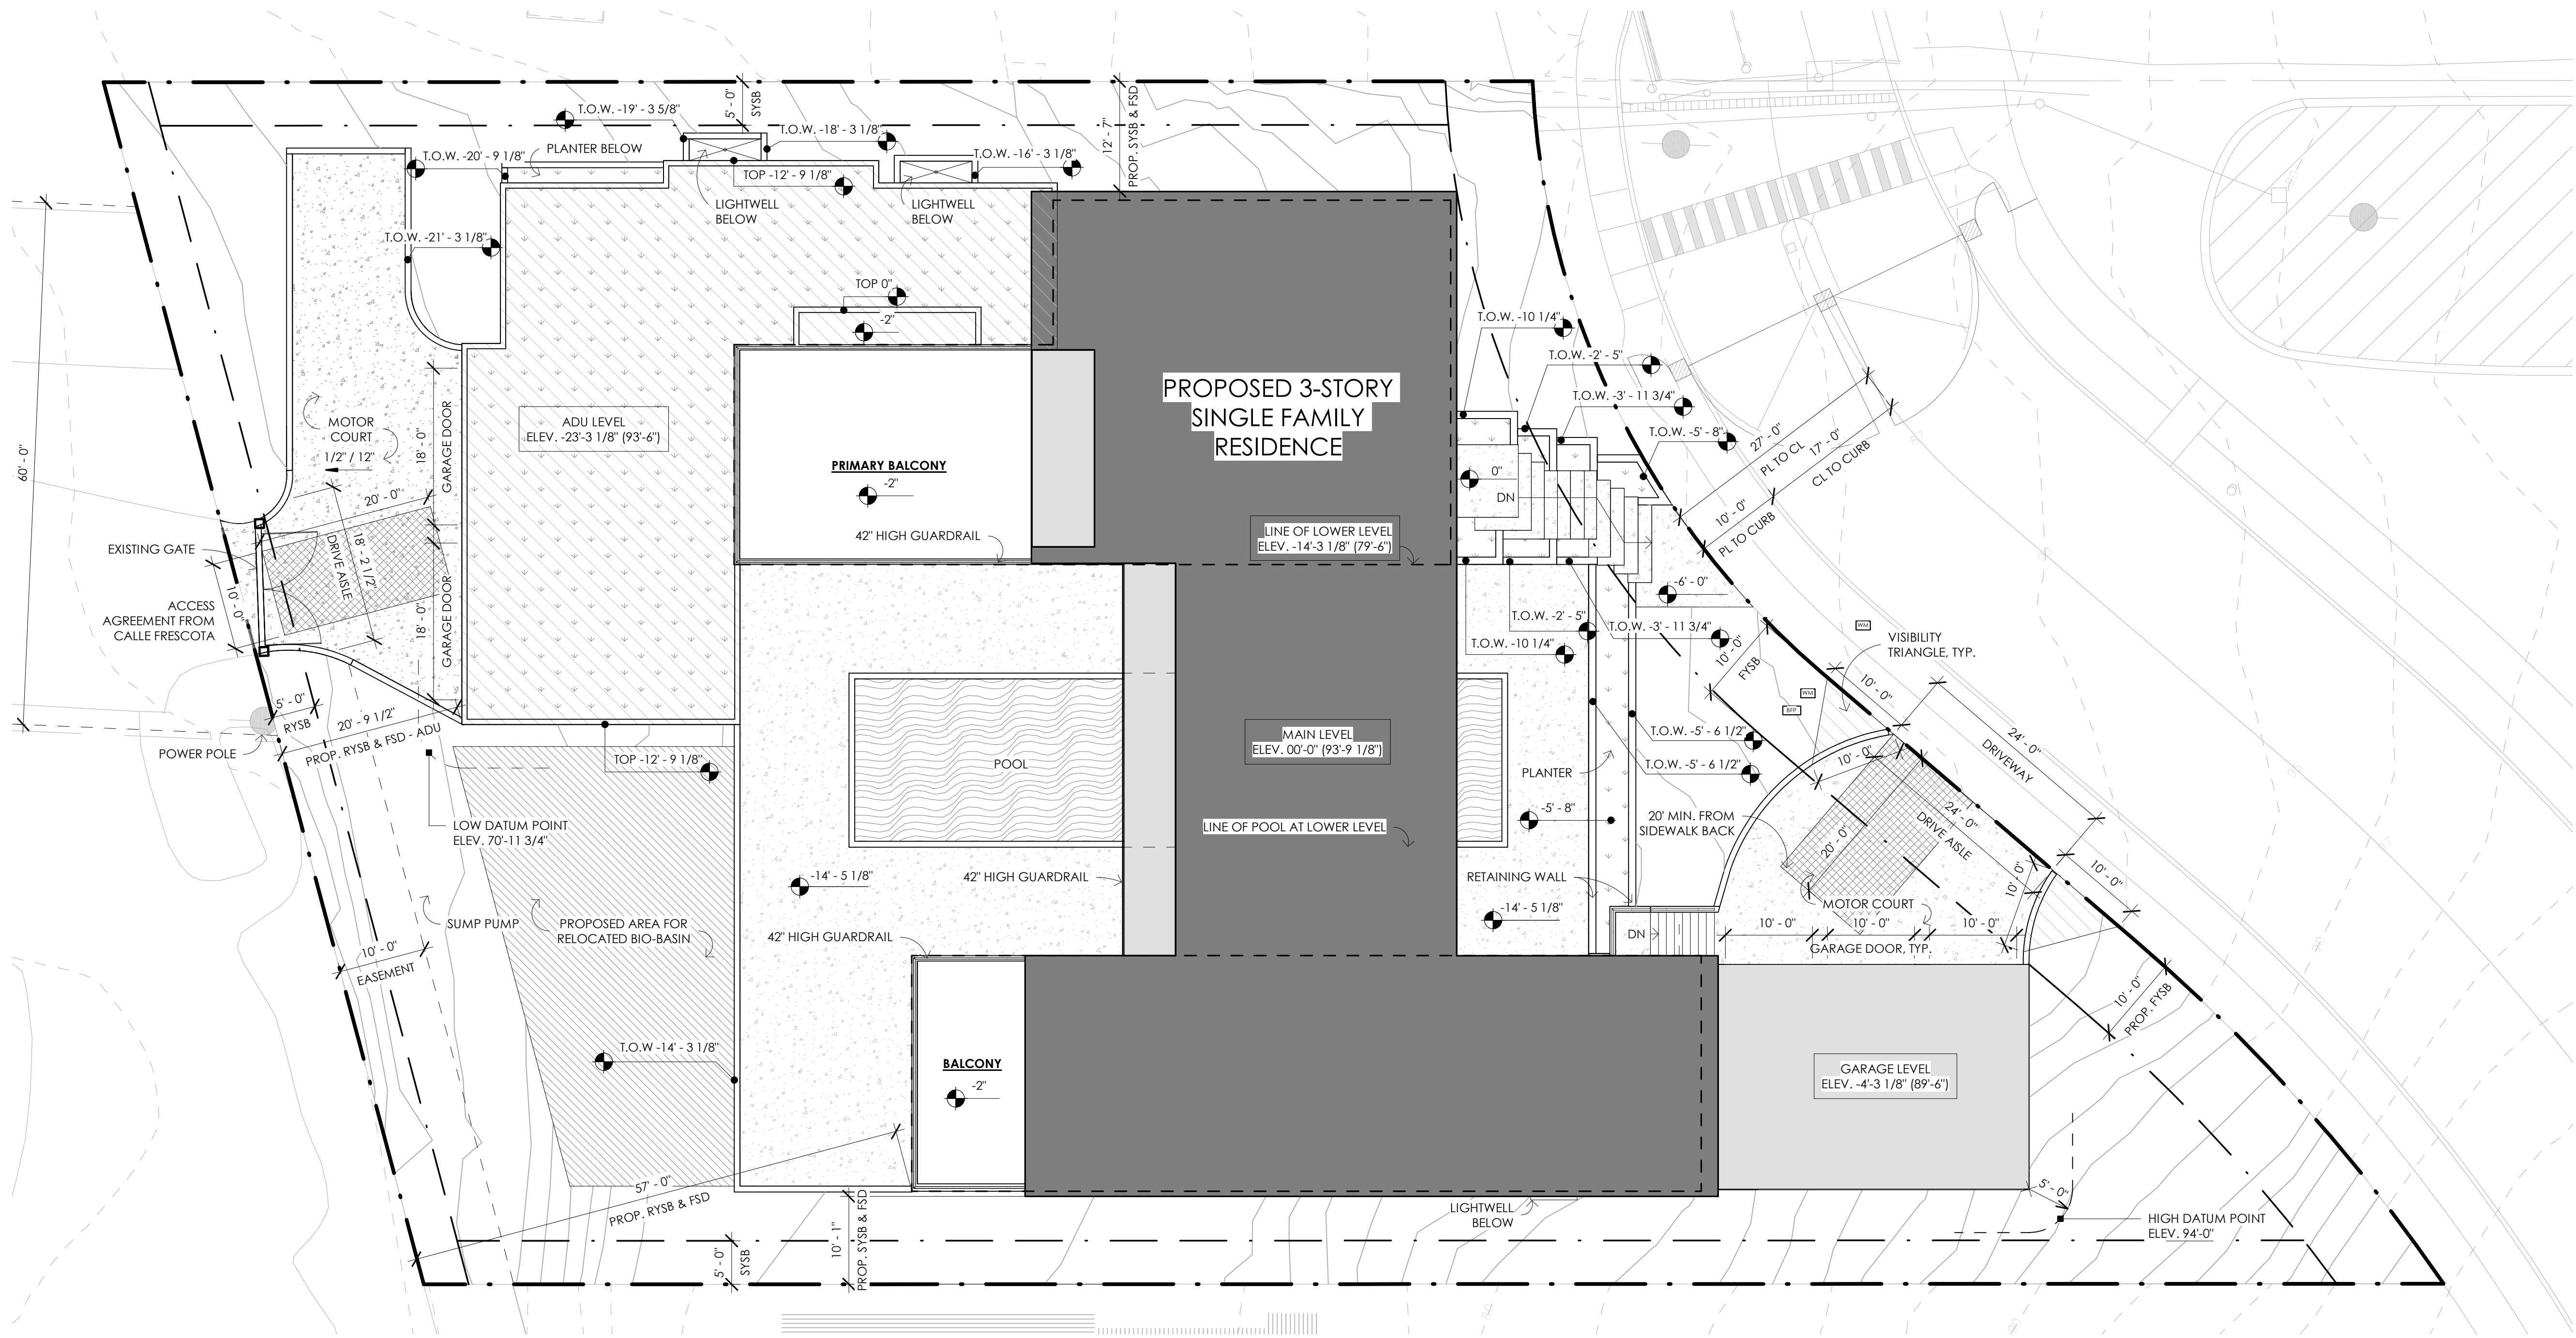 T.O.W. -19' - 3 5/8"
5' - 0"
SYSB
T.O.W. -18' - 3 1/8"
12' - 7"
PROP. SYSB & FSD
PLANTER BELOW
T.O.W. -20' - 9 1/8"
T.O.W. -16' - 3 1/8"
TOP -12' - 9 1/8"
LIGHTWELL
BELOW
LIGHTWELL
BELOW
T.O.W. -21' - 3 1/8"
TOP 0"
-2"
60' - 0"
MOTOR
COURT
1/2" / 12"
18' - 0"
GARAGE DOOR
ADU LEVEL
ELEV. -23'-3 1/8" (93'-6")
PRIMARY BALCONY
-2"
42" HIGH GUARDRAIL
PROPOSED 3-STORY
SINGLE FAMILY
RESIDENCE
LINE OF LOWER LEVEL
ELEV. -14'-3 1/8" (79'-6")
T.O.W. -10 1/4"
T.O.W. -2' - 5"
T.O.W. -3' - 11 3/4"
T.O.W. -5' - 8"
0"
DN
27' - 0"
PL TO CL
17' - 0"
CL TO CURB
10' - 0"
PL TO CURB
20' - 0"
EXISTING GATE
DRIVE AISLE
18' - 2 1/2"
10' - 0"
ACCESS
AGREEMENT FROM
CALLE FRESCOTA
18' - 0"
GARAGE DOOR
-6' - 0"
T.O.W. -2' - 5"
T.O.W. -3' - 11 3/4"
T.O.W. -10 1/4"
10' - 0"
FYSB
WM
VISIBILITY
TRIANGLE, TYP.
WM
BFP
10' - 0"
5' - 0"
RYSB
20' - 9 1/2"
PROP. RYSB & FSD - ADU
POWER POLE
TOP -12' - 9 1/8"
POOL
MAIN LEVEL
ELEV. 00'-0" (93'-9 1/8")
T.O.W. -5' - 6 1/2"
T.O.W. -5' - 6 1/2"
PLANTER
10' - 0"
24' - 0"
DRIVEWAY
LOW DATUM POINT
ELEV. 70'-11 3/4"
LINE OF POOL AT LOWER LEVEL
-5' - 8"
20' MIN. FROM
SIDEWALK BACK
20' - 0"
24' - 0"
DRIVE AISLE
-14' - 5 1/8"
42" HIGH GUARDRAIL
RETAINING WALL
10' - 0"
10' - 0"
MOTOR COURT
-14' - 5 1/8"
SUMP PUMP
PROPOSED AREA FOR
RELOCATED BIO-BASIN
42" HIGH GUARDRAIL
DN
10' - 0"
10' - 0"
10' - 0"
GARAGE DOOR, TYP.
10' - 0"
EASEMENT
10' - 0"
PROP. FYSB
T.O.W -14' - 3 1/8"
BALCONY
-2"
GARAGE LEVEL
ELEV. -4'-3 1/8" (89'-6")
57' - 0"
PROP. RYSB & FSD
5' - 0"
LIGHTWELL
BELOW
HIGH DATUM POINT
ELEV. 94'-0"
5' - 0"
SYSB
10' - 1"
PROP. SYSB & FSD